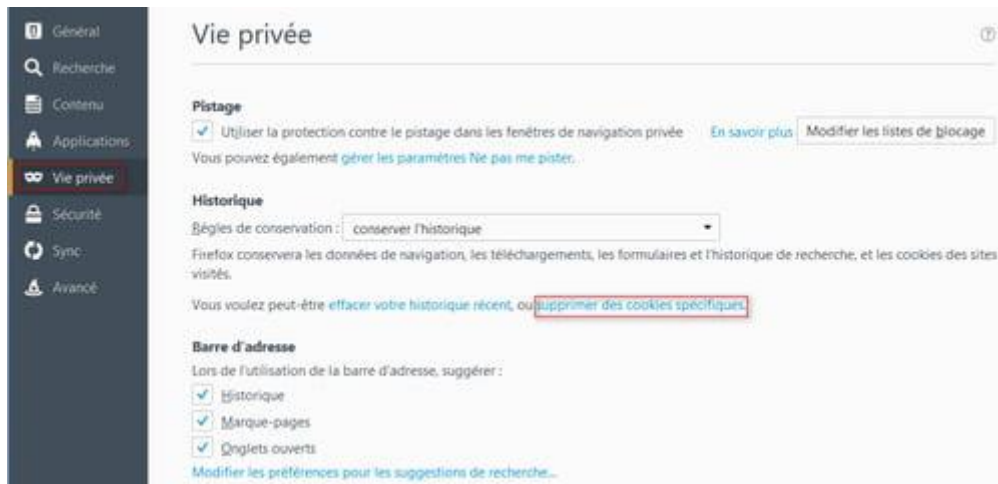 Général
Recherche
Contenu
Applications
Vie privée
Sécurité
Sync
Avancé
Vie privée
Pistage
Utiliser la protection contre le pistage dans les fenêtres de navigation privée En savoir plus Modifier les listes de blocage
Vous pouvez également gérer les paramètres Ne pas me pister.
Historique
Règles de conservation : conserver l'historique
Firefox conservera les données de navigation, les téléchargements, les formulaires et l'historique de recherche, et les cookies des sites
visités.
Vous voulez peut-être effacer votre historique récent, ou supprimer des cookies spécifiques.
Barre d'adresse
Lors de l'utilisation de la barre d'adresse, suggérer :
Historique
Marque-pages
Onglets ouverts
Modifier les préférences pour les suggestions de recherche...